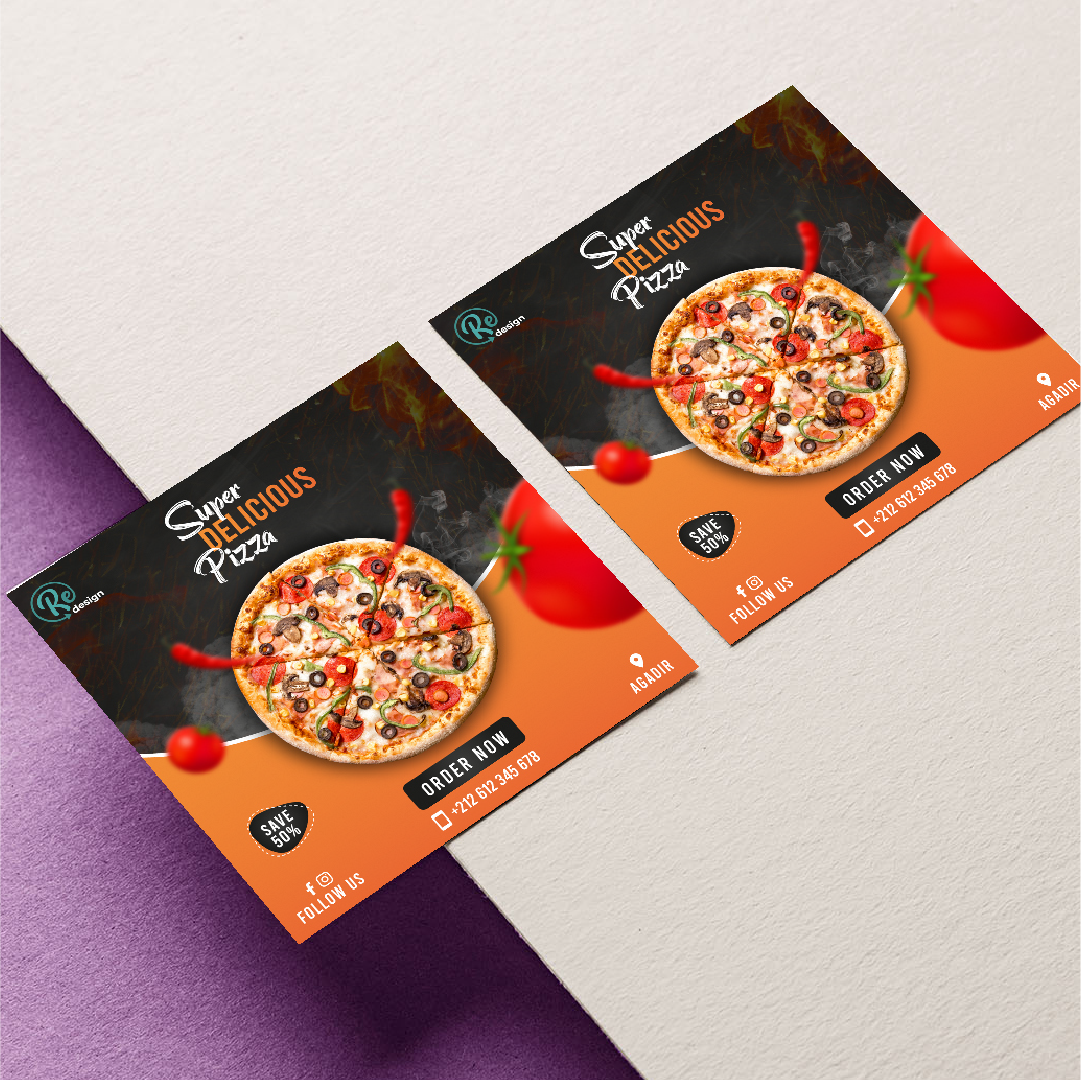 Re
design
Super
DELICIOUS
Pizza
AGADIR
ORDER NOW
+212 612 345 678
SAVE
50%
FOLLOW US
Re
design
Super
DELICIOUS
Pizza
AGADIR
ORDER NOW
+212 612 345 678
SAVE
50%
FOLLOW US